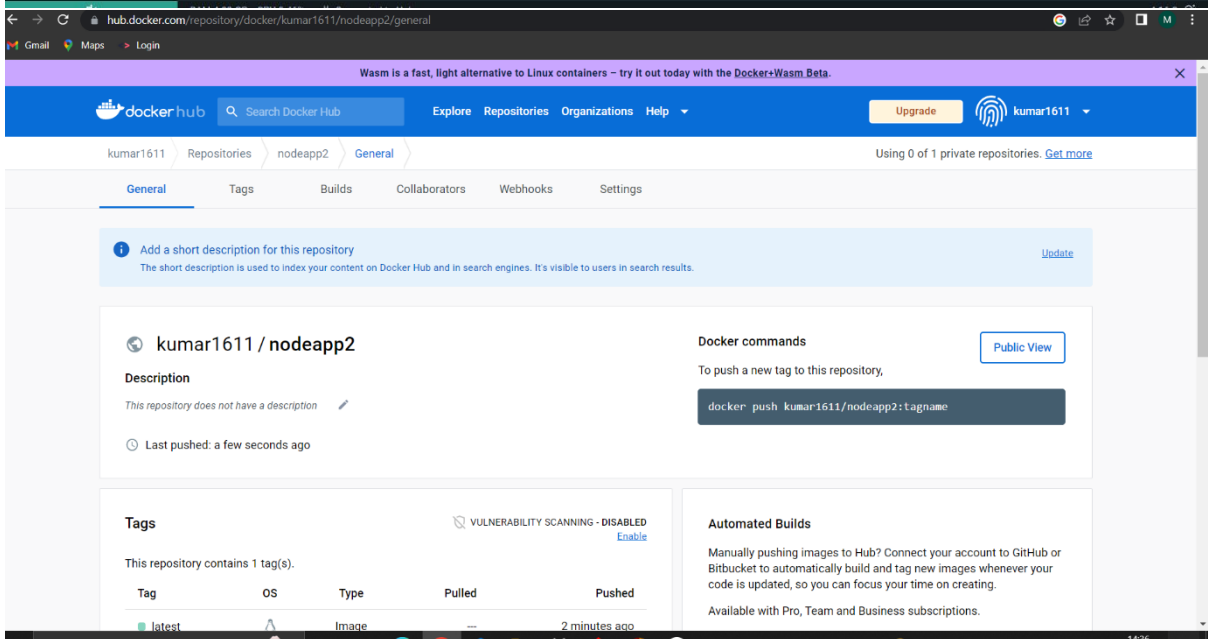 hub.docker.com/repository/docker/kumar1611/nodeapp2/general
M
Gmail Maps Login
Wasm is a fast, light alternative to Linux containers – try it out today with the Docker+Wasm Beta.
dockerhub Search Docker Hub Explore Repositories Organizations Help Upgrade kumar1611
kumar1611 Repositories nodeapp2 General Using 0 of 1 private repositories. Get more
General Tags Builds Collaborators Webhooks Settings
Add a short description for this repository
The short description is used to index your content on Docker Hub and in search engines. It's visible to users in search results.
Update
kumar1611 / nodeapp2
Description
This repository does not have a description
Last pushed: a few seconds ago
Docker commands
Public View
To push a new tag to this repository,
docker push kumar1611/nodeapp2:tagname
Tags
VULNERABILITY SCANNING - DISABLED
Enable
This repository contains 1 tag(s).
Tag OS Type Pulled Pushed
latest Image --- 2 minutes ago
Automated Builds
Manually pushing images to Hub? Connect your account to GitHub or
Bitbucket to automatically build and tag new images whenever your
code is updated, so you can focus your time on creating.
Available with Pro, Team and Business subscriptions.